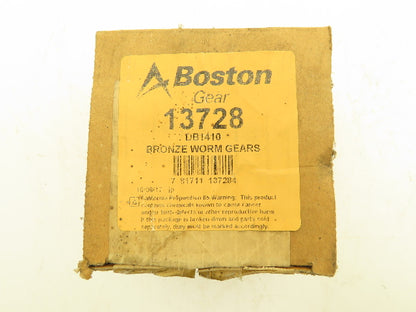 Boston
Gear
13728
DB1410
BRONZE WORM GEARS
7 81711 137284
California Proposition 65 Warning: This product
contains chemicals known to cause cancer
and/or birth defects or other reproductive harm
If this package is broken down and parts sold
separately, they must be marked accordingly.